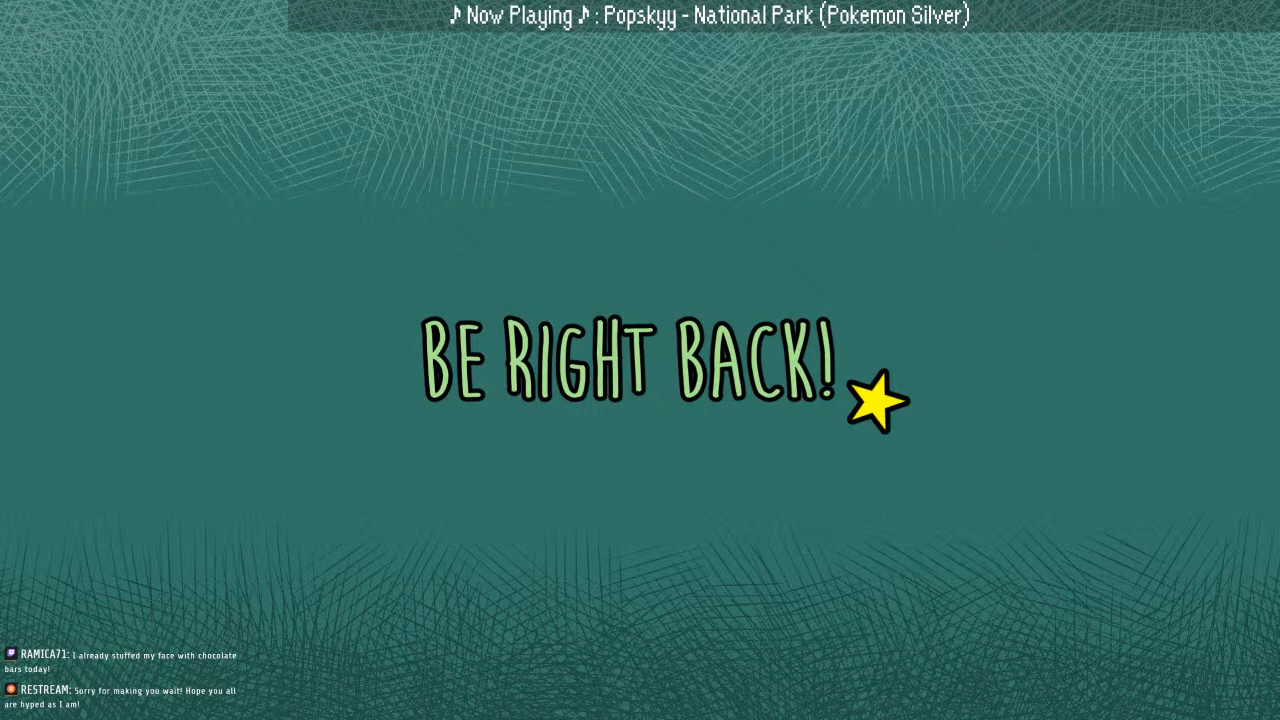 ♪ Now Playing ♪ : Popskyy - National Park (Pokemon Silver)
BE RIGHT BACK!
RAMICA71: I already stuffed my face with chocolate
bars today!
RESTREAM: Sorry for making you wait! Hope you all
are hyped as I am!